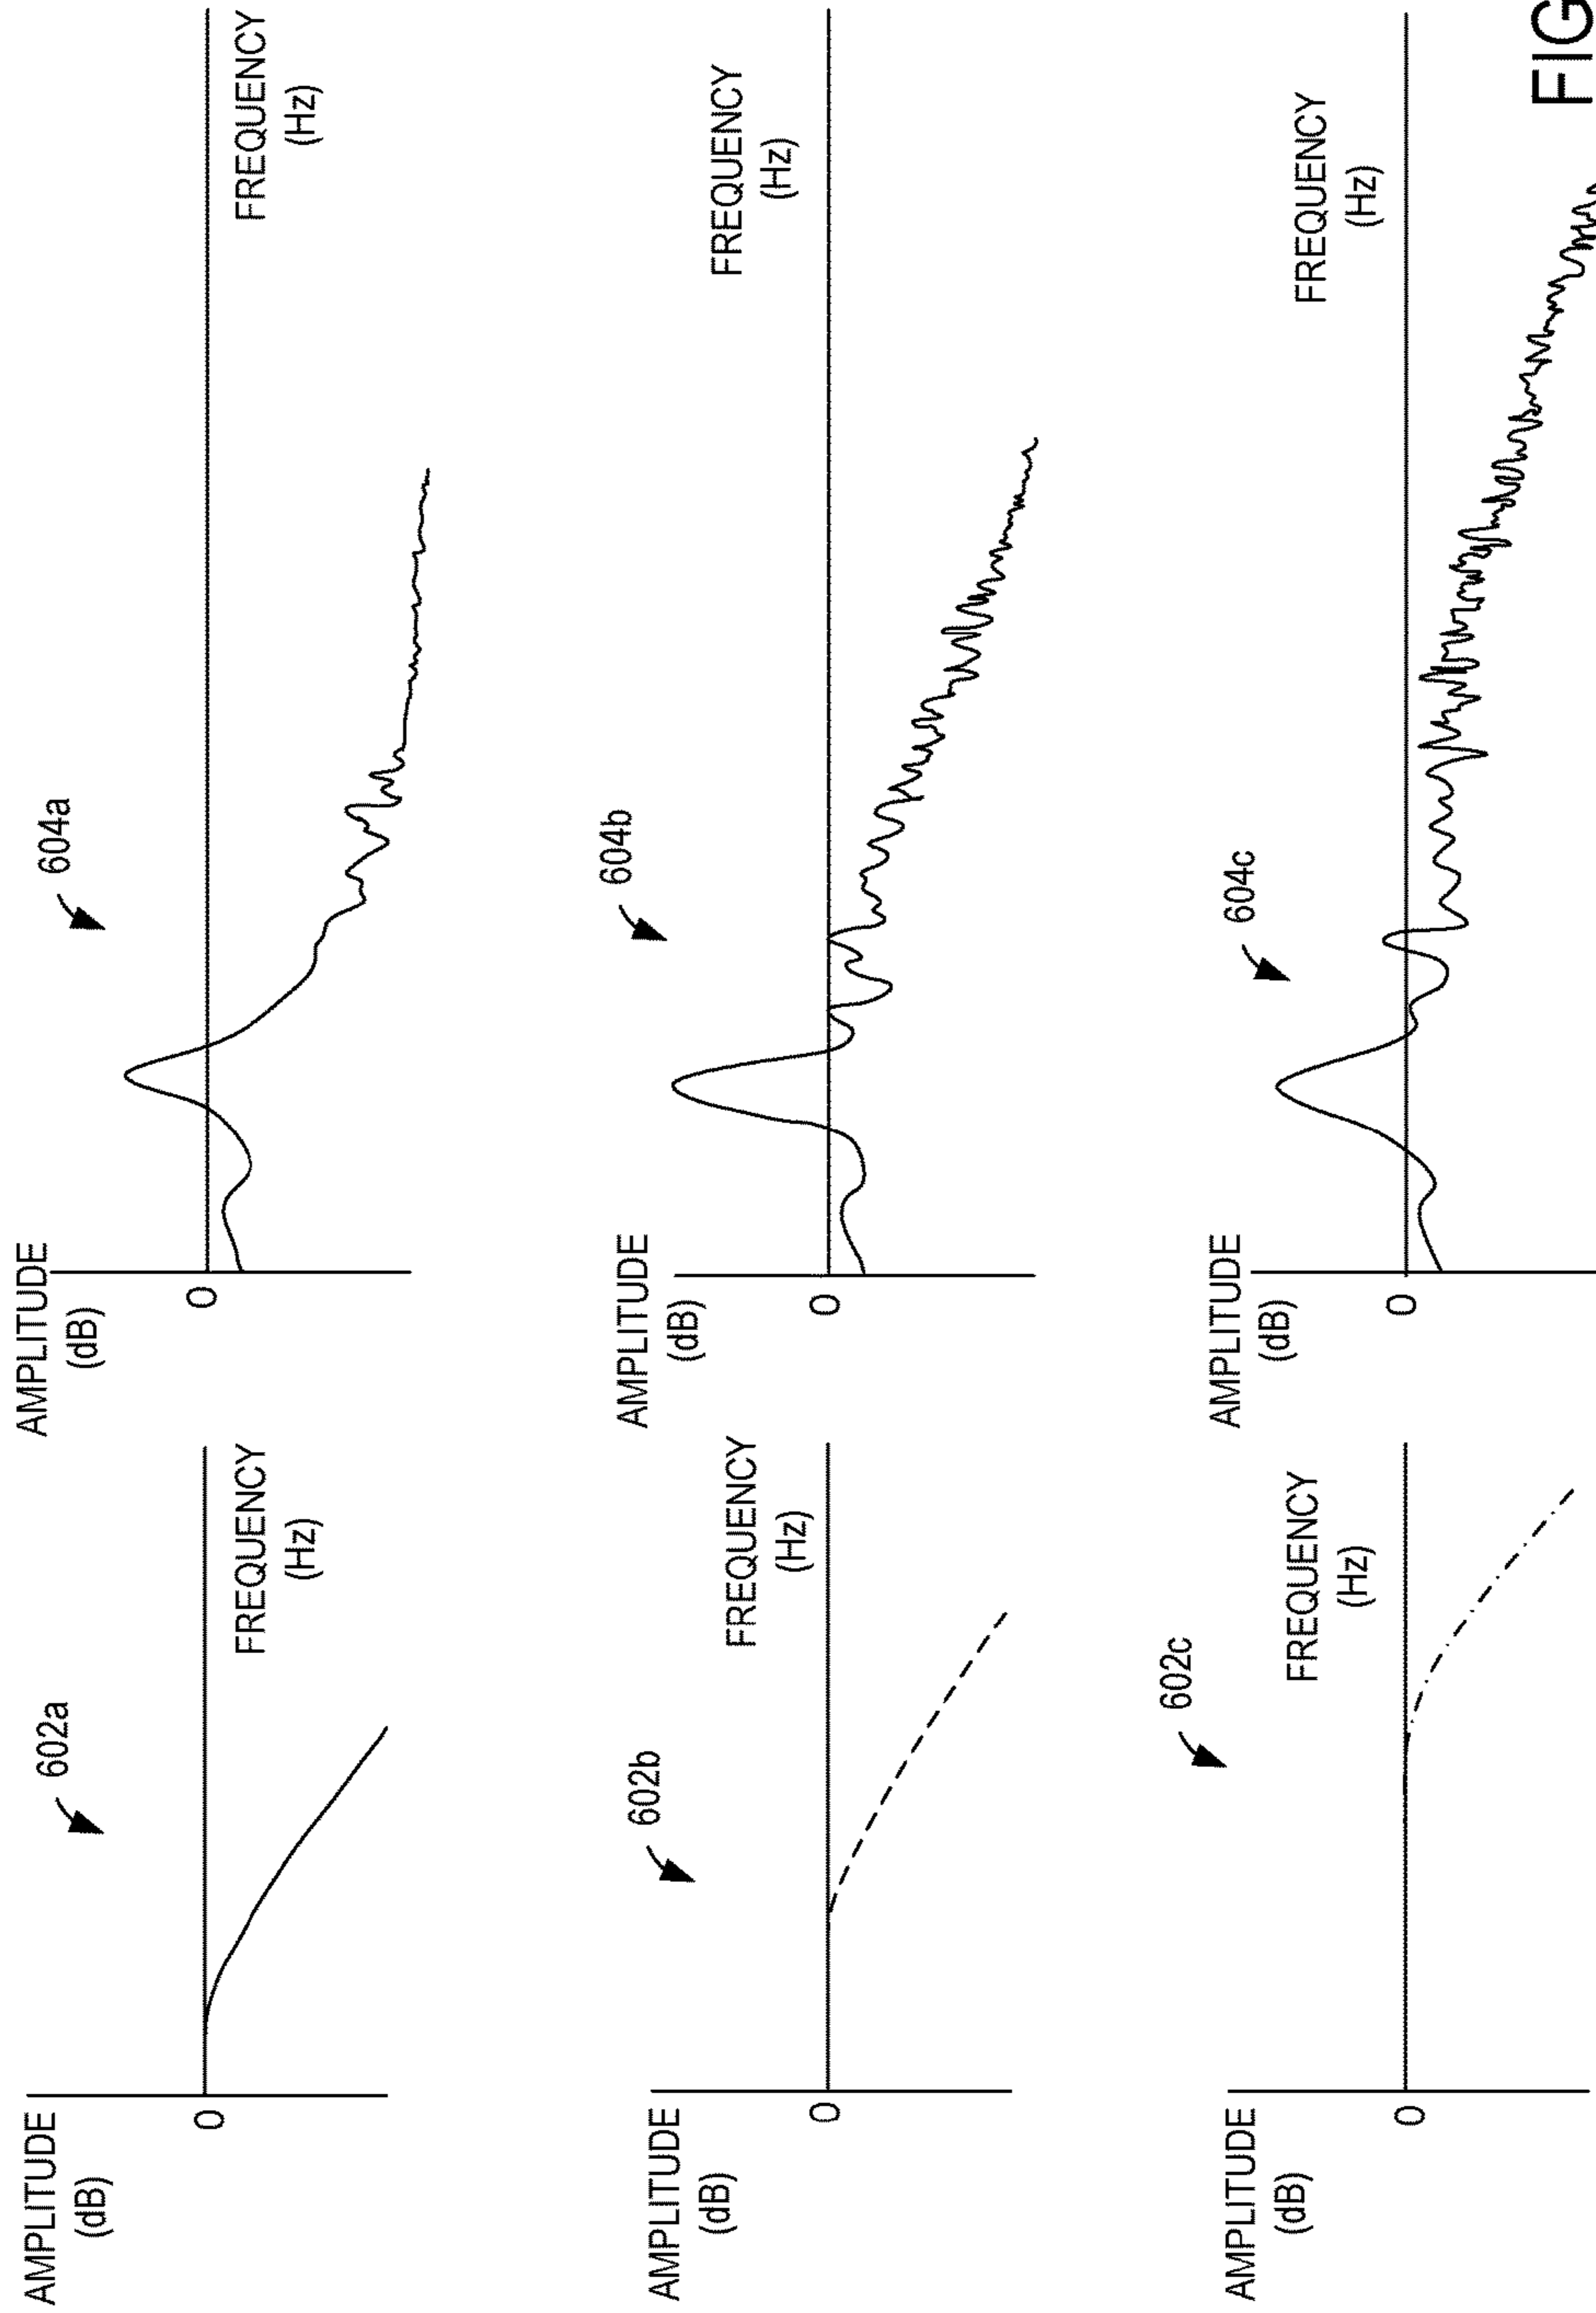 AMPLITUDE
(dB)
602a
0
FREQUENCY
(Hz)
AMPLITUDE
(dB)
604a
0
FREQUENCY
(Hz)
AMPLITUDE
(dB)
602b
0
FREQUENCY
(Hz)
AMPLITUDE
(dB)
604b
0
FREQUENCY
(Hz)
AMPLITUDE
(dB)
602c
0
FREQUENCY
(Hz)
AMPLITUDE
(dB)
604c
0
FREQUENCY
(Hz)
FIG